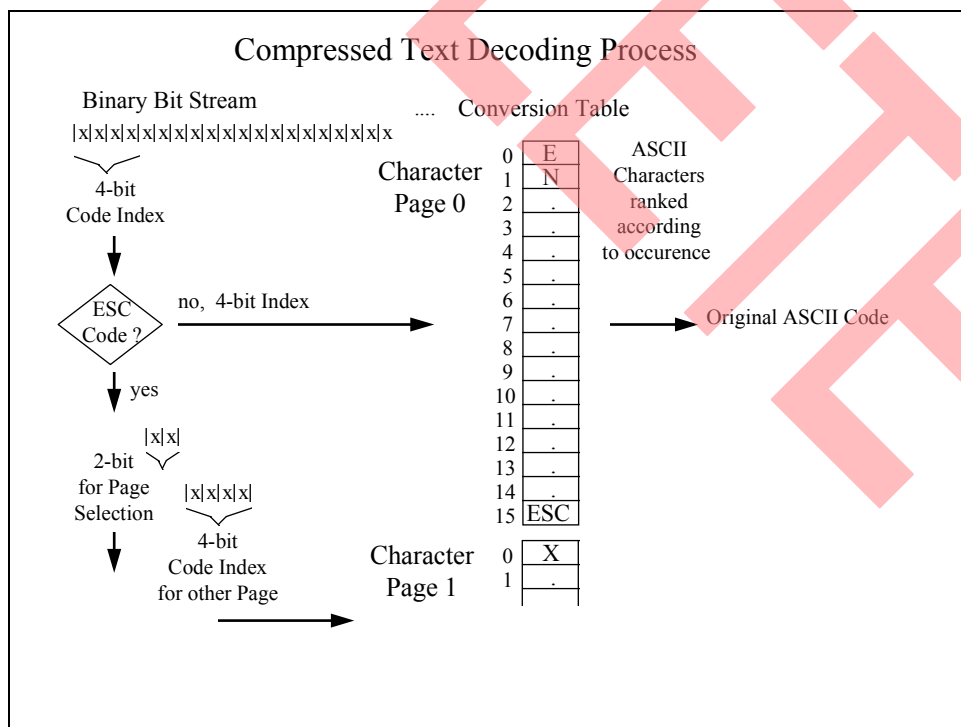 Compressed Text Decoding Process
Binary Bit Stream
|x|x|x|x|x|x|x|x|x|x|x|x|x|x|x|x|x|x|x|x
....
4-bit
Code Index
ESC
Code ?
no, 4-bit Index
yes
|x|x|
2-bit
for Page
Selection
|x|x|x|x|
4-bit
Code Index
for other Page
Conversion Table
Character
Page 0
0 E
1 N
2 .
3 .
4 .
5 .
6 .
7 .
8 .
9 .
10 .
11 .
12 .
13 .
14 .
15 ESC
ASCII
Characters
ranked
according
to occurence
Original ASCII Code
Character
Page 1
0 X
1 .